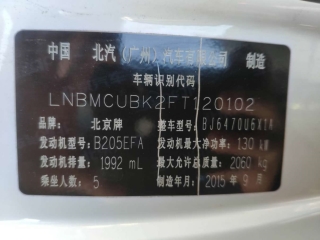 中国 北汽(广州)汽车有限公司 制造
车辆识别代码
LNBMCUBK2FT120102
品牌: 北京牌 整车型号: BJ6470U6XTA
发动机型号: B205EFA 发动机最大净功率: 130 kW
发动机排量: 1992 mL 最大允许总质量: 2060 kg
乘坐人数: 5 制造年月: 2015 年 9 月